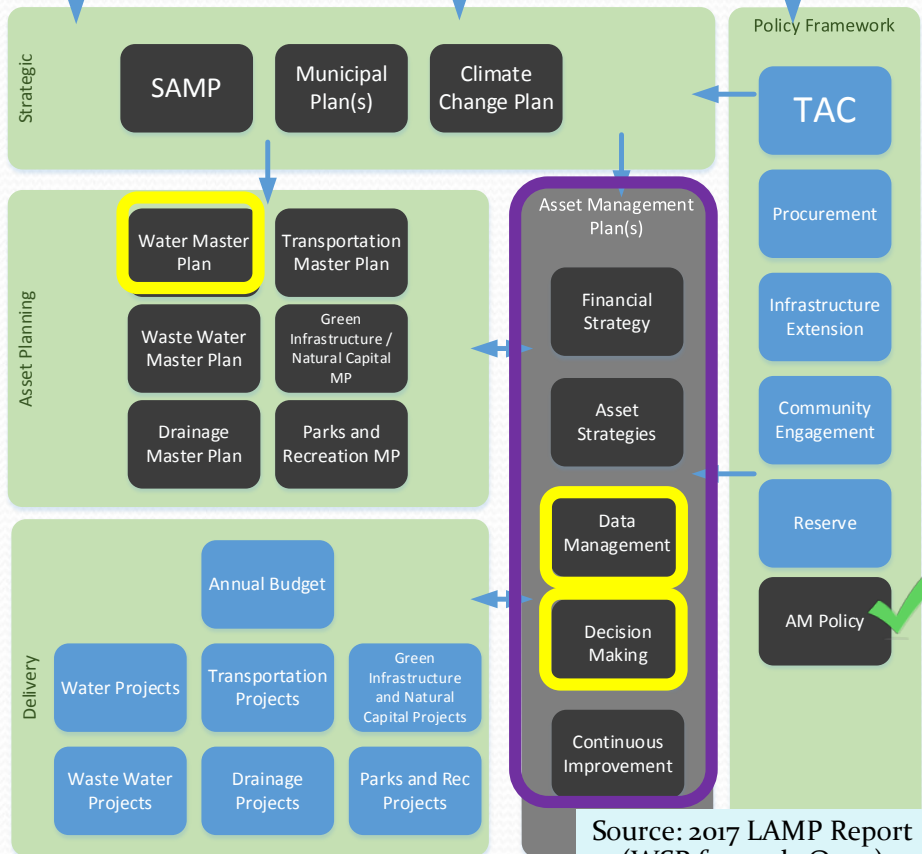 Strategic
SAMP
Municipal
Plan(s)
Climate
Change Plan
Policy Framework
TAC
Procurement
Infrastructure
Extension
Community
Engagement
Reserve
AM Policy
Asset Planning
Water Master
Plan
Transportation
Master Plan
Waste Water
Master Plan
Green
Infrastructure /
Natural Capital
MP
Drainage
Master Plan
Parks and
Recreation MP
Asset Management
Plan(s)
Financial
Strategy
Asset
Strategies
Data
Management
Decision
Making
Continuous
Improvement
Delivery
Annual Budget
Water Projects
Transportation
Projects
Green
Infrastructure
and Natural
Capital Projects
Waste Water
Projects
Drainage
Projects
Parks and Rec
Projects
Source: 2017 LAMP Report